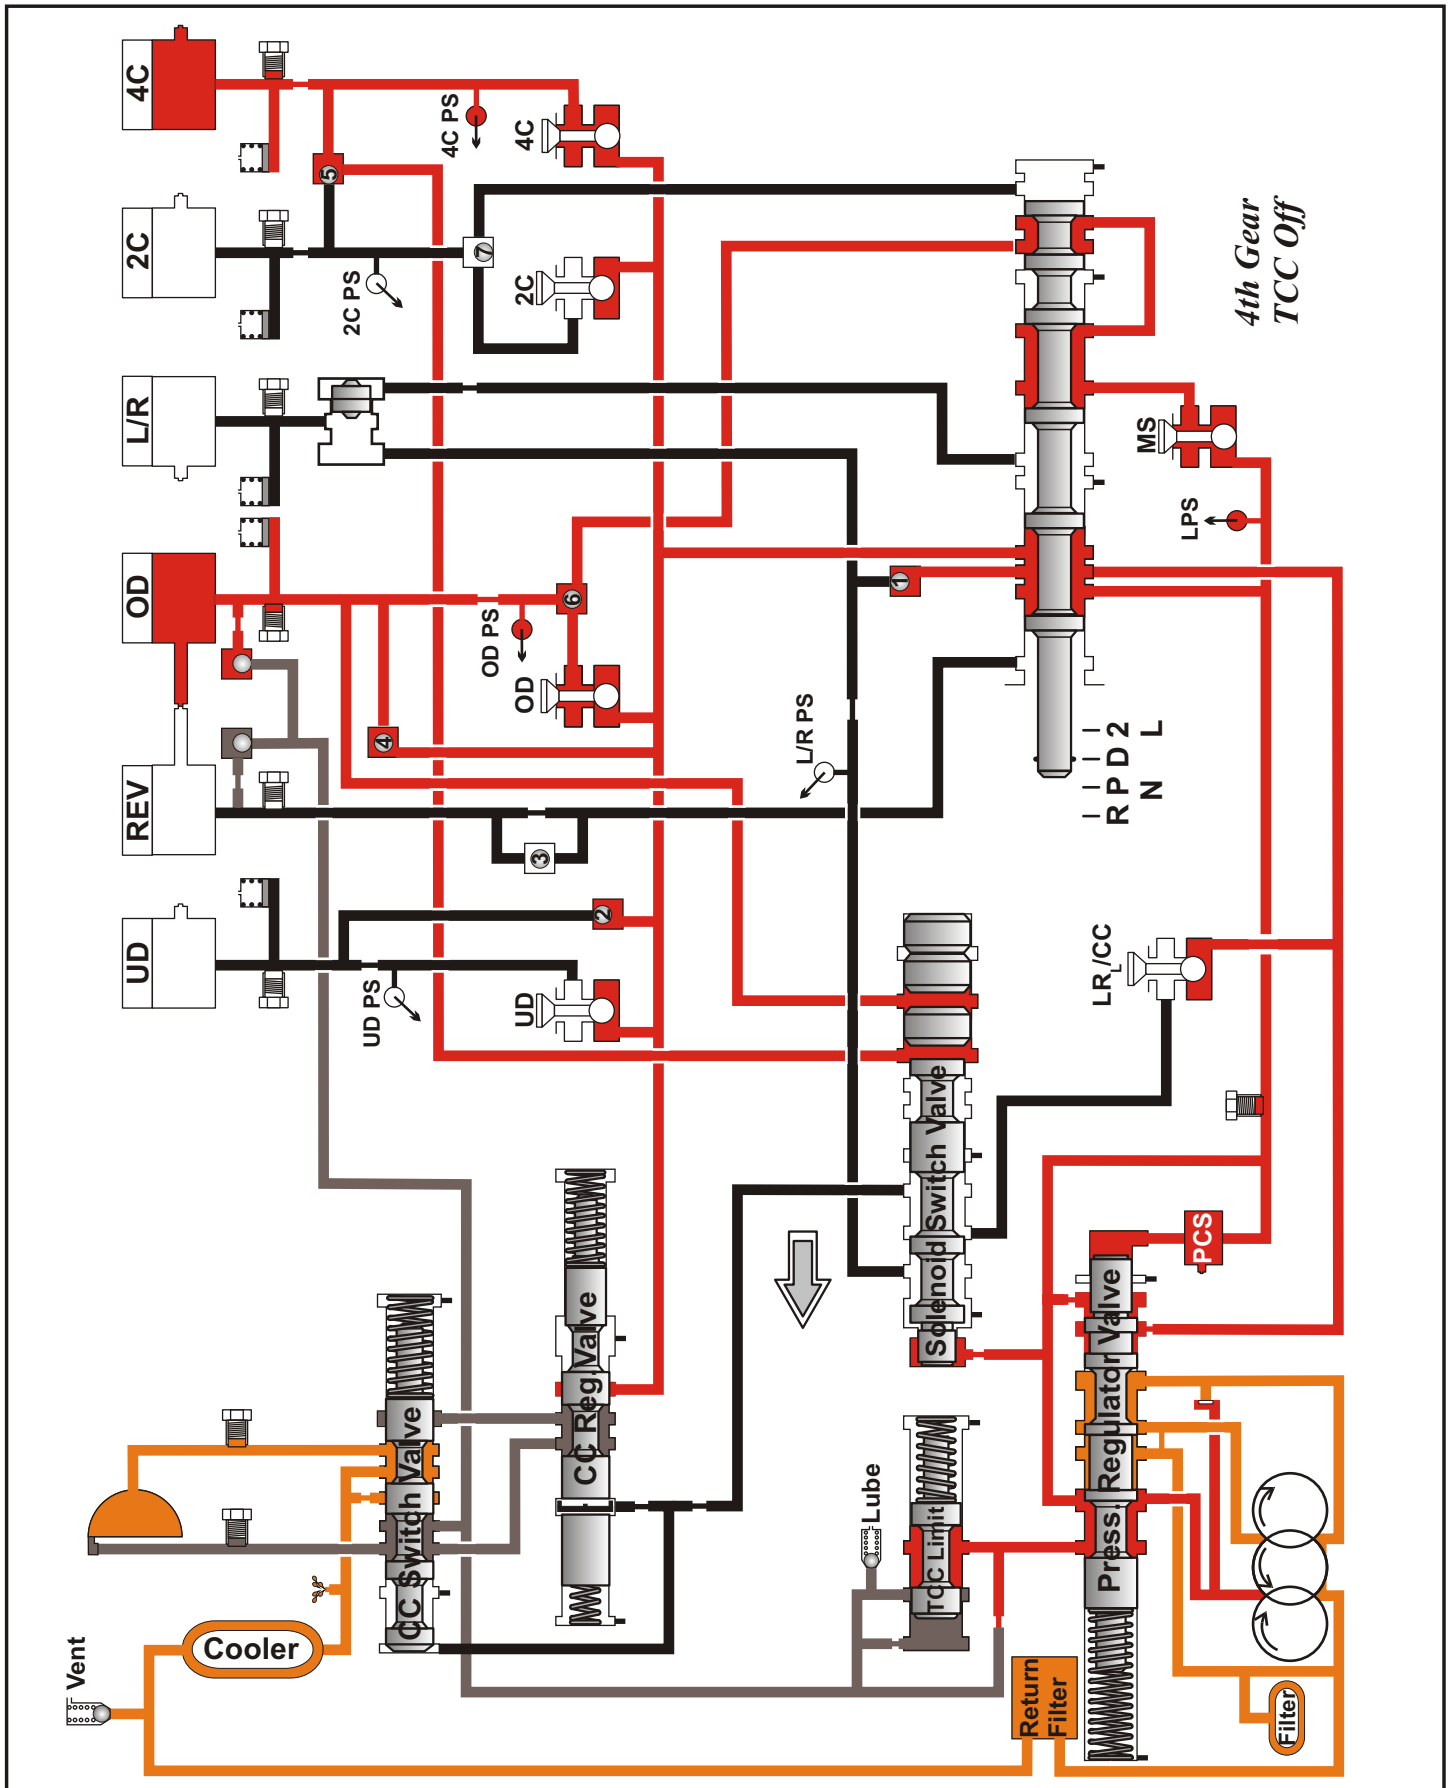 4C
2C
L/R
OD
REV
UD
4C PS
4C
5
2C PS
7
2C
4th Gear
TCC Off
MS
LPS
1
OD PS
6
OD
4
L/R PS
3
2
UD PS
UD
R P D 2
N L
LR/CC
L
Solenoid Switch Valve
PCS
CC Reg. Valve
CC Switch Valve
Press. Regulator Valve
TCC Limit
Lube
Cooler
Vent
Return
Filter
Filter